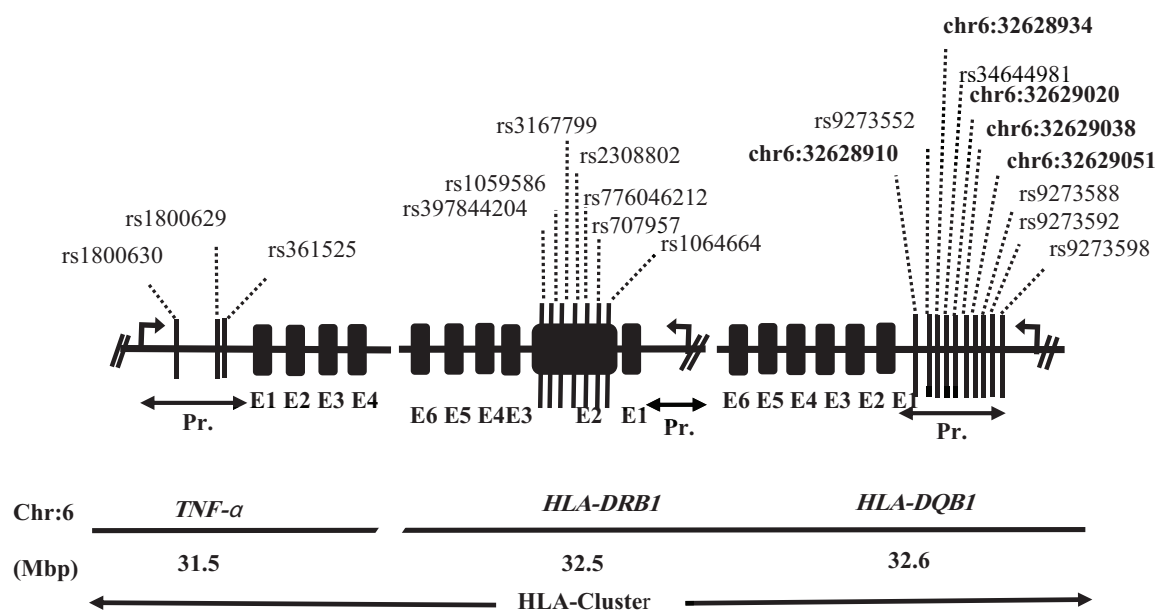 chr6:32628934
rs34644981
chr6:32629020
rs9273552
chr6:32629038
chr6:32628910
chr6:32629051
rs9273588
rs9273592
rs9273598
rs3167799
rs2308802
rs1059586
rs397844204
rs776046212
rs707957
rs1064664
rs1800629
rs1800630
rs361525
E1 E2 E3 E4
Pr.
E6 E5 E4 E3 E2 E1
Pr.
E6 E5 E4 E3 E2 E1
Pr.
Chr:6 TNF-α HLA-DRB1 HLA-DQB1
(Mbp) 31.5 32.5 32.6
HLA-Cluster